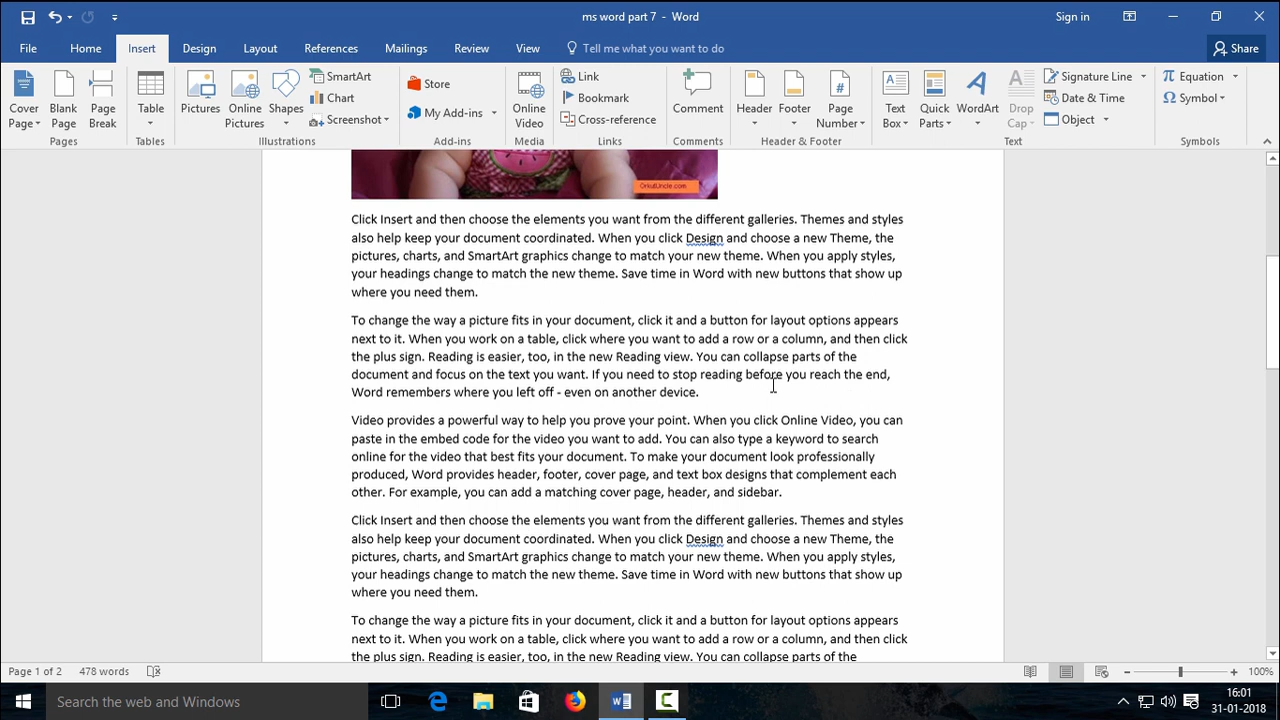 ms word part 7 - Word
Sign in
File Home Insert Design Layout References Mailings Review View Tell me what you want to do Share
Cover Page
Blank Page
Page Break
Pages
Table
Tables
Pictures
Online Pictures
Shapes
SmartArt
Chart
Screenshot
Illustrations
Store
My Add-ins
Add-ins
Online Video
Media
Link
Bookmark
Cross-reference
Links
Comment
Comments
Header
Footer
Page Number
Header & Footer
Text Box
Quick Parts
WordArt
Drop Cap
Signature Line
Date & Time
Object
Text
Equation
Symbol
Symbols
OrkutUncle.com
Click Insert and then choose the elements you want from the different galleries. Themes and styles
also help keep your document coordinated. When you click Design and choose a new Theme, the
pictures, charts, and SmartArt graphics change to match your new theme. When you apply styles,
your headings change to match the new theme. Save time in Word with new buttons that show up
where you need them.
To change the way a picture fits in your document, click it and a button for layout options appears
next to it. When you work on a table, click where you want to add a row or a column, and then click
the plus sign. Reading is easier, too, in the new Reading view. You can collapse parts of the
document and focus on the text you want. If you need to stop reading before you reach the end,
Word remembers where you left off - even on another device.
Video provides a powerful way to help you prove your point. When you click Online Video, you can
paste in the embed code for the video you want to add. You can also type a keyword to search
online for the video that best fits your document. To make your document look professionally
produced, Word provides header, footer, cover page, and text box designs that complement each
other. For example, you can add a matching cover page, header, and sidebar.
Click Insert and then choose the elements you want from the different galleries. Themes and styles
also help keep your document coordinated. When you click Design and choose a new Theme, the
pictures, charts, and SmartArt graphics change to match your new theme. When you apply styles,
your headings change to match the new theme. Save time in Word with new buttons that show up
where you need them.
To change the way a picture fits in your document, click it and a button for layout options appears
next to it. When you work on a table, click where you want to add a row or a column, and then click
the plus sign. Reading is easier, too, in the new Reading view. You can collapse parts of the
Page 1 of 2 478 words 100%
Search the web and Windows
16:01
31-01-2018